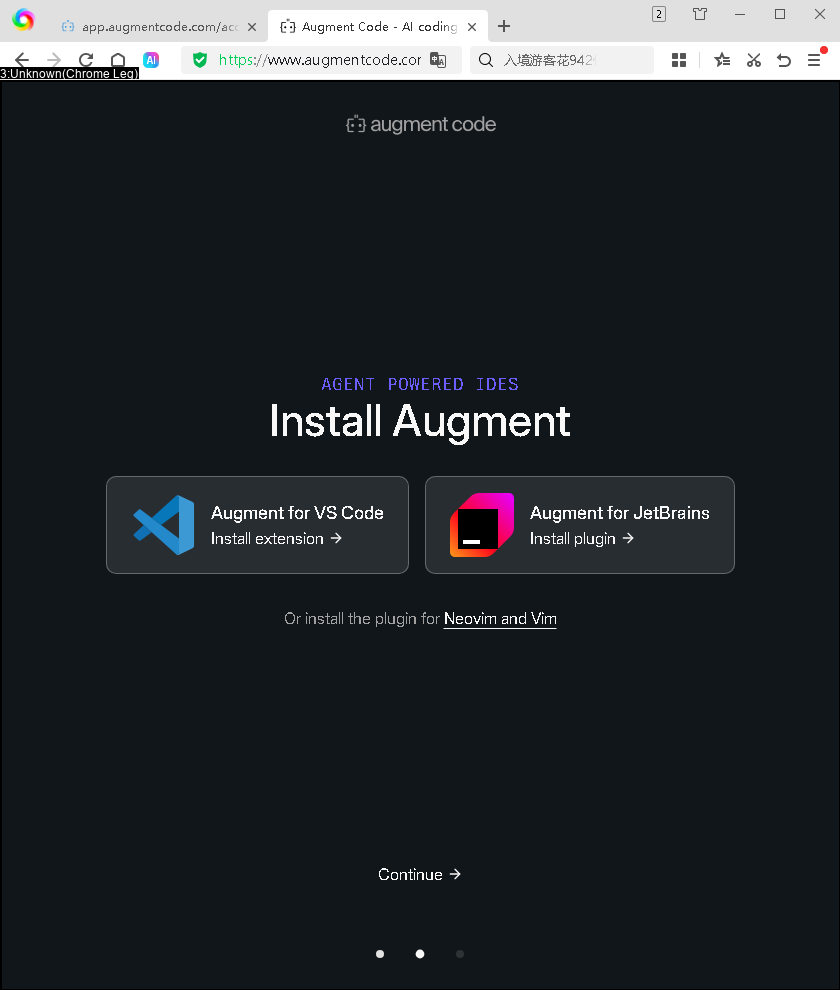 2
app.augmentcode.com/acc
Augment Code - AI coding
AI
https://www.augmentcode.cor
入境游客花942
3:Unknown(Chrome Leg)
augment code
AGENT POWERED IDES
Install Augment
Augment for VS Code
Install extension →
Augment for JetBrains
Install plugin →
Or install the plugin for Neovim and Vim
Continue →